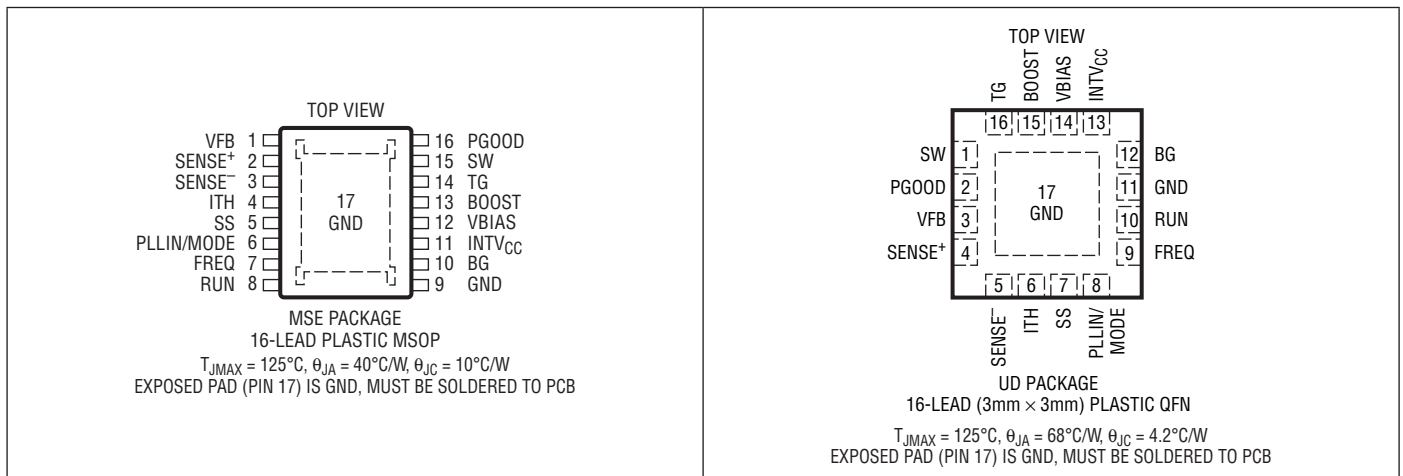 TOP VIEW
VFB 1
SENSE+ 2
SENSE– 3
ITH 4
SS 5
PLLIN/MODE 6
FREQ 7
RUN 8
17
GND
16 PGOOD
15 SW
14 TG
13 BOOST
12 VBIAS
11 INTVCC
10 BG
9 GND
MSE PACKAGE
16-LEAD PLASTIC MSOP
TJMAX = 125°C, θJA = 40°C/W, θJC = 10°C/W
EXPOSED PAD (PIN 17) IS GND, MUST BE SOLDERED TO PCB
TOP VIEW
TG
BOOST
VBIAS
INTVCC
16 15 14 13
SW 1
PGOOD 2
VFB 3
SENSE+ 4
17
GND
12 BG
11 GND
10 RUN
9 FREQ
5 6 7 8
SENSE–
ITH
SS
PLLIN/
MODE
UD PACKAGE
16-LEAD (3mm × 3mm) PLASTIC QFN
TJMAX = 125°C, θJA = 68°C/W, θJC = 4.2°C/W
EXPOSED PAD (PIN 17) IS GND, MUST BE SOLDERED TO PCB